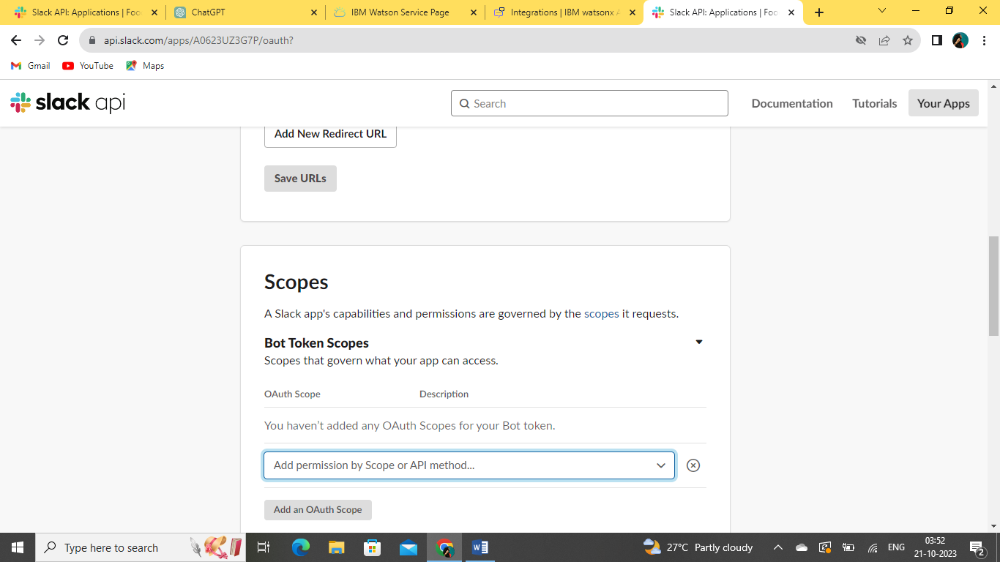 Slack API: Applications | Foo
ChatGPT
IBM Watson Service Page
Integrations | IBM watsonx A
Slack API: Applications | Foo
api.slack.com/apps/A0623UZ3G7P/oauth?
Gmail YouTube Maps
slack api
Search
Documentation Tutorials Your Apps
Add New Redirect URL
Save URLs
Scopes
A Slack app's capabilities and permissions are governed by the scopes it requests.
Bot Token Scopes
Scopes that govern what your app can access.
OAuth Scope Description
You haven't added any OAuth Scopes for your Bot token.
Add permission by Scope or API method...
Add an OAuth Scope
Type here to search
27°C Partly cloudy
ENG
03:52
21-10-2023
2